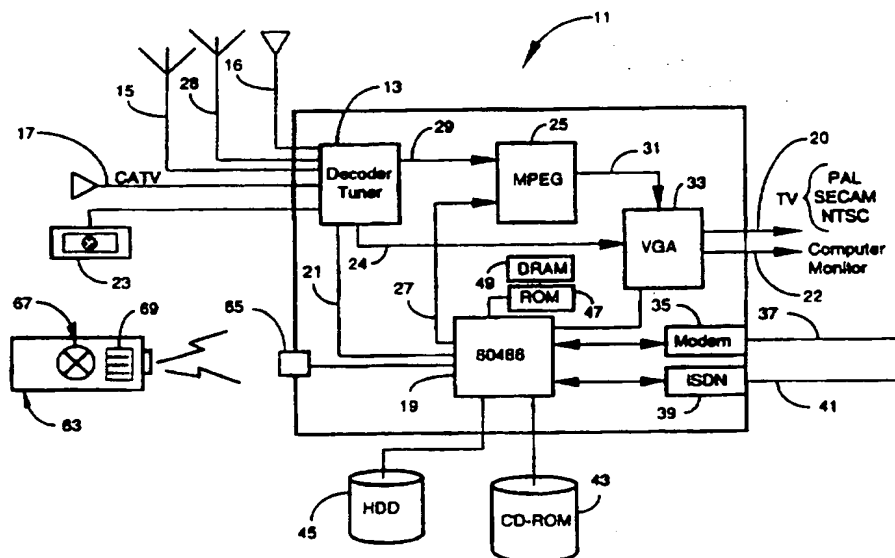 11
28
16
15
13
17
CATV
Decoder
Tuner
29
25
MPEG
31
33
VGA
20
TV
PAL
SECAM
NTSC
Computer
Monitor
22
23
21
24
27
49
DRAM
ROM
47
65
67
69
63
80486
19
35
Modem
37
ISDN
39
41
45
HDD
43
CD-ROM